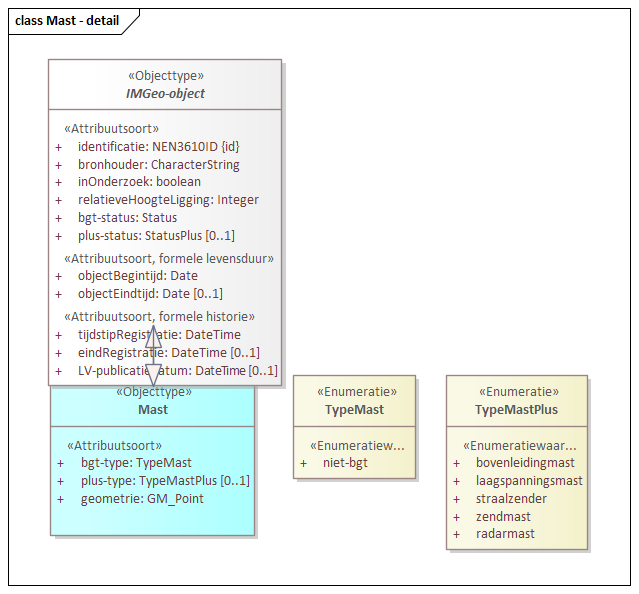 class Mast - detail
«Objecttype»
IMGeo-object
«Attribuutsoort»
+ identificatie: NEN3610ID {id}
+ bronhouder: CharacterString
+ inOnderzoek: boolean
+ relatieveHoogteLigging: Integer
+ bgt-status: Status
+ plus-status: StatusPlus [0..1]
«Attribuutsoort, formele levensduur»
+ objectBegintijd: Date
+ objectEindtijd: Date [0..1]
«Attribuutsoort, formele historie»
+ tijdstipRegistratie: DateTime
+ eindRegistratie: DateTime [0..1]
+ LV-publicatiedatum: DateTime [0..1]
«Objecttype»
Mast
«Attribuutsoort»
+ bgt-type: TypeMast
+ plus-type: TypeMastPlus [0..1]
+ geometrie: GM_Point
«Enumeratie»
TypeMast
«Enumeratiew...
+ niet-bgt
«Enumeratie»
TypeMastPlus
«Enumeratiewaar...
+ bovenleidingmast
+ laagspanningsmast
+ straalzender
+ zendmast
+ radarmast